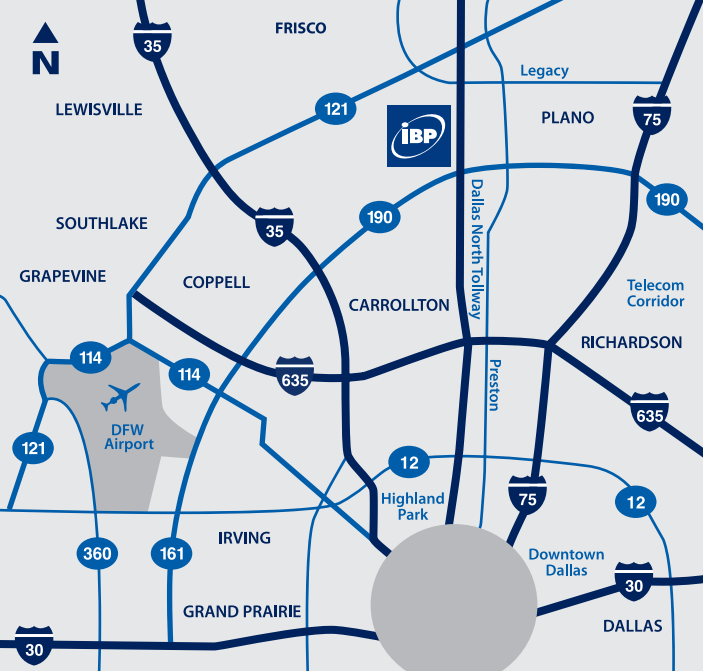 FRISCO
35
N
Legacy
LEWISVILLE
121
PLANO
75
iBP
190
190
Dallas North Tollway
SOUTHLAKE
35
GRAPEVINE
COPPELL
CARROLLTON
Telecom
Corridor
RICHARDSON
114
114
635
Preston
635
DFW
Airport
121
12
Highland
Park
75
12
IRVING
360
161
Downtown
Dallas
30
GRAND PRAIRIE
DALLAS
30